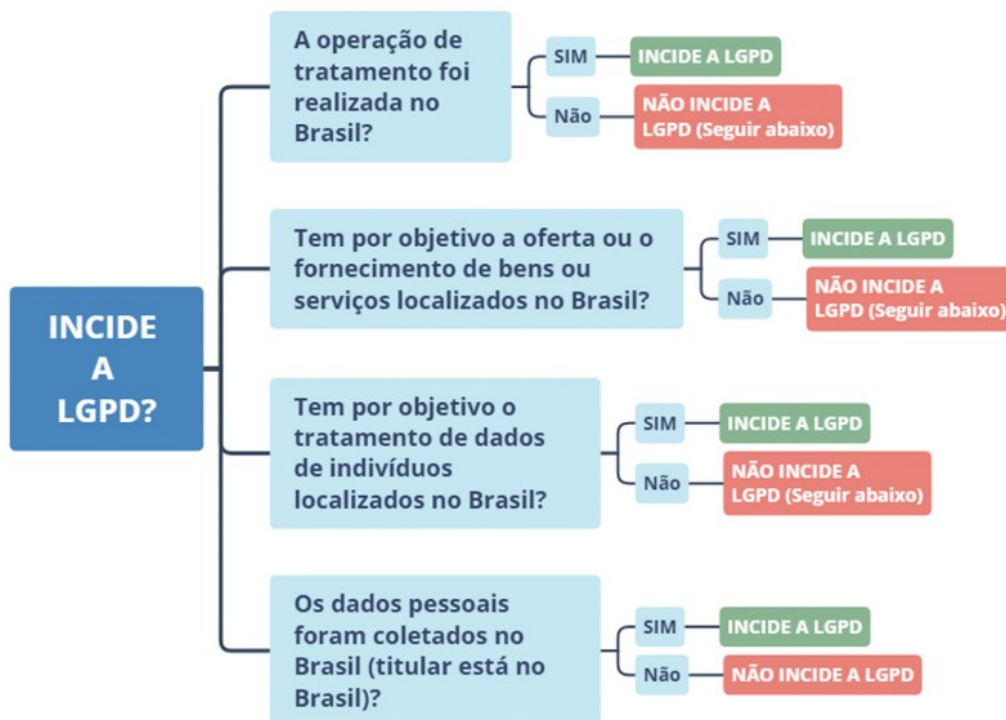 INCIDE
A
LGPD?
A operação de
tratamento foi
realizada no
Brasil?
SIM
INCIDE A LGPD
Não
NÃO INCIDE A
LGPD (Seguir abaixo)
Tem por objetivo a oferta ou o
fornecimento de bens ou
serviços localizados no Brasil?
SIM
INCIDE A LGPD
Não
NÃO INCIDE A
LGPD (Seguir abaixo)
Tem por objetivo o
tratamento de dados
de indivíduos
localizados no Brasil?
SIM
INCIDE A LGPD
Não
NÃO INCIDE A
LGPD (Seguir abaixo)
Os dados pessoais
foram coletados no
Brasil (titular está no
Brasil)?
SIM
INCIDE A LGPD
Não
NÃO INCIDE A LGPD